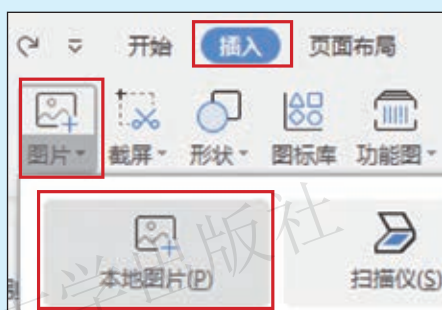 开始 插入 页面布局
图片 截屏 形状 图标库 功能图
本地图片(P) 扫描仪(S)
学出版社